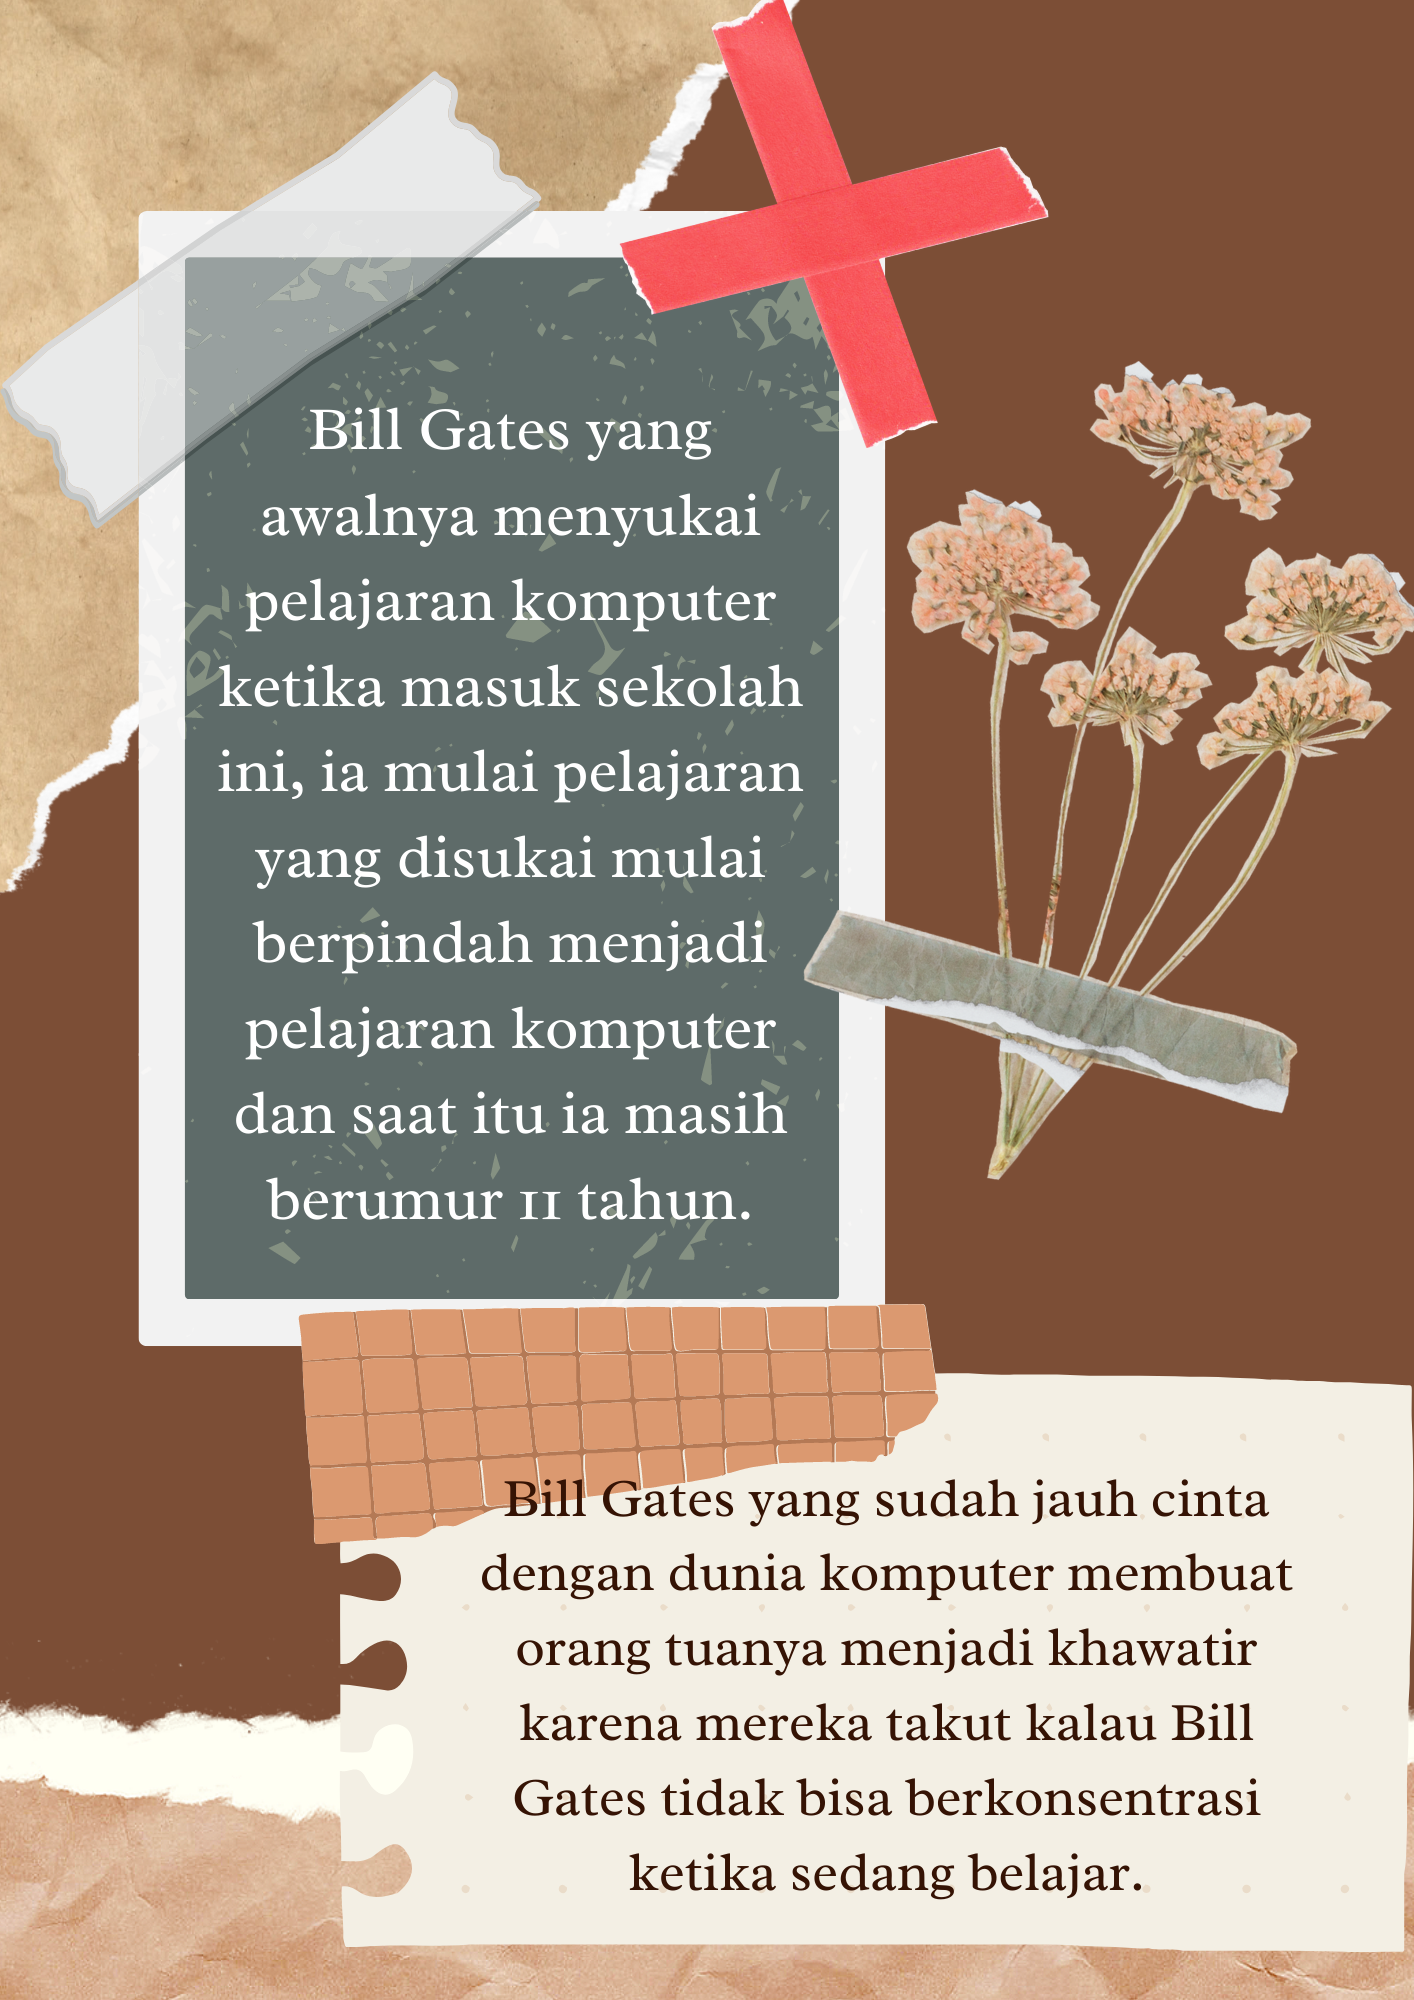 Bill Gates yang
awalnya menyukai
pelajaran komputer
ketika masuk sekolah
ini, ia mulai pelajaran
yang disukai mulai
berpindah menjadi
pelajaran komputer
dan saat itu ia masih
berumur 11 tahun.
Bill Gates yang sudah jauh cinta
dengan dunia komputer membuat
orang tuanya menjadi khawatir
karena mereka takut kalau Bill
Gates tidak bisa berkonsentrasi
ketika sedang belajar.